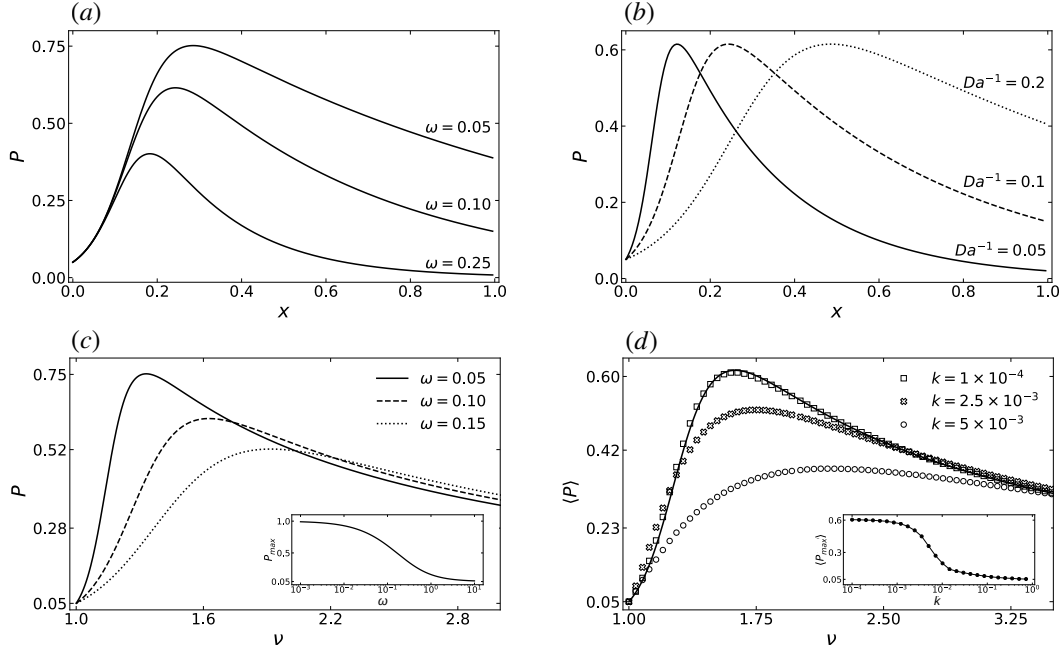 (a)
0.75
0.50
0.25
0.00
P
ω = 0.05
ω = 0.10
ω = 0.25
0.0 0.2 0.4 0.6 0.8 1.0
x
(b)
0.6
0.4
0.2
0.0
P
Da⁻¹ = 0.2
Da⁻¹ = 0.1
Da⁻¹ = 0.05
0.0 0.2 0.4 0.6 0.8 1.0
x
(c)
0.75
0.52
0.28
0.05
P
ω = 0.05
ω = 0.10
ω = 0.15
1.0
0.5
0.05
P_max
10⁻³ 10⁻² 10⁻¹ 10⁰ 10¹
ω
1.0 1.6 2.2 2.8
ν
(d)
0.60
0.42
0.23
0.05
⟨P⟩
k = 1 × 10⁻⁴
k = 2.5 × 10⁻³
k = 5 × 10⁻³
0.6
0.3
0.05
⟨P_max⟩
10⁻⁴ 10⁻³ 10⁻² 10⁻¹ 10⁰
k
1.00 1.75 2.50 3.25
ν